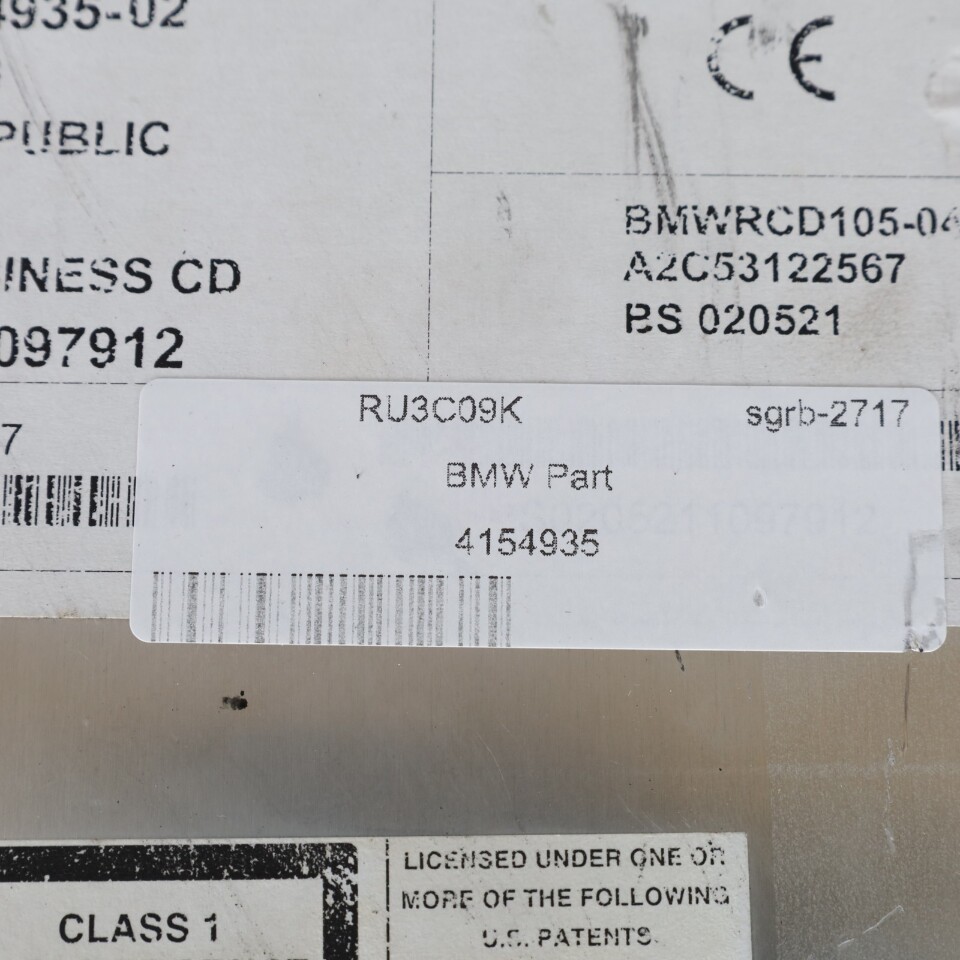 4935-02
CE
PUBLIC
BMWRCD105-04
A2C53122567
BS 020521
INESS CD
097912
7
RU3C09K sgrb-2717
BMW Part
4154935
CLASS 1
LICENSED UNDER ONE OR
MORE OF THE FOLLOWING
U.S. PATENTS